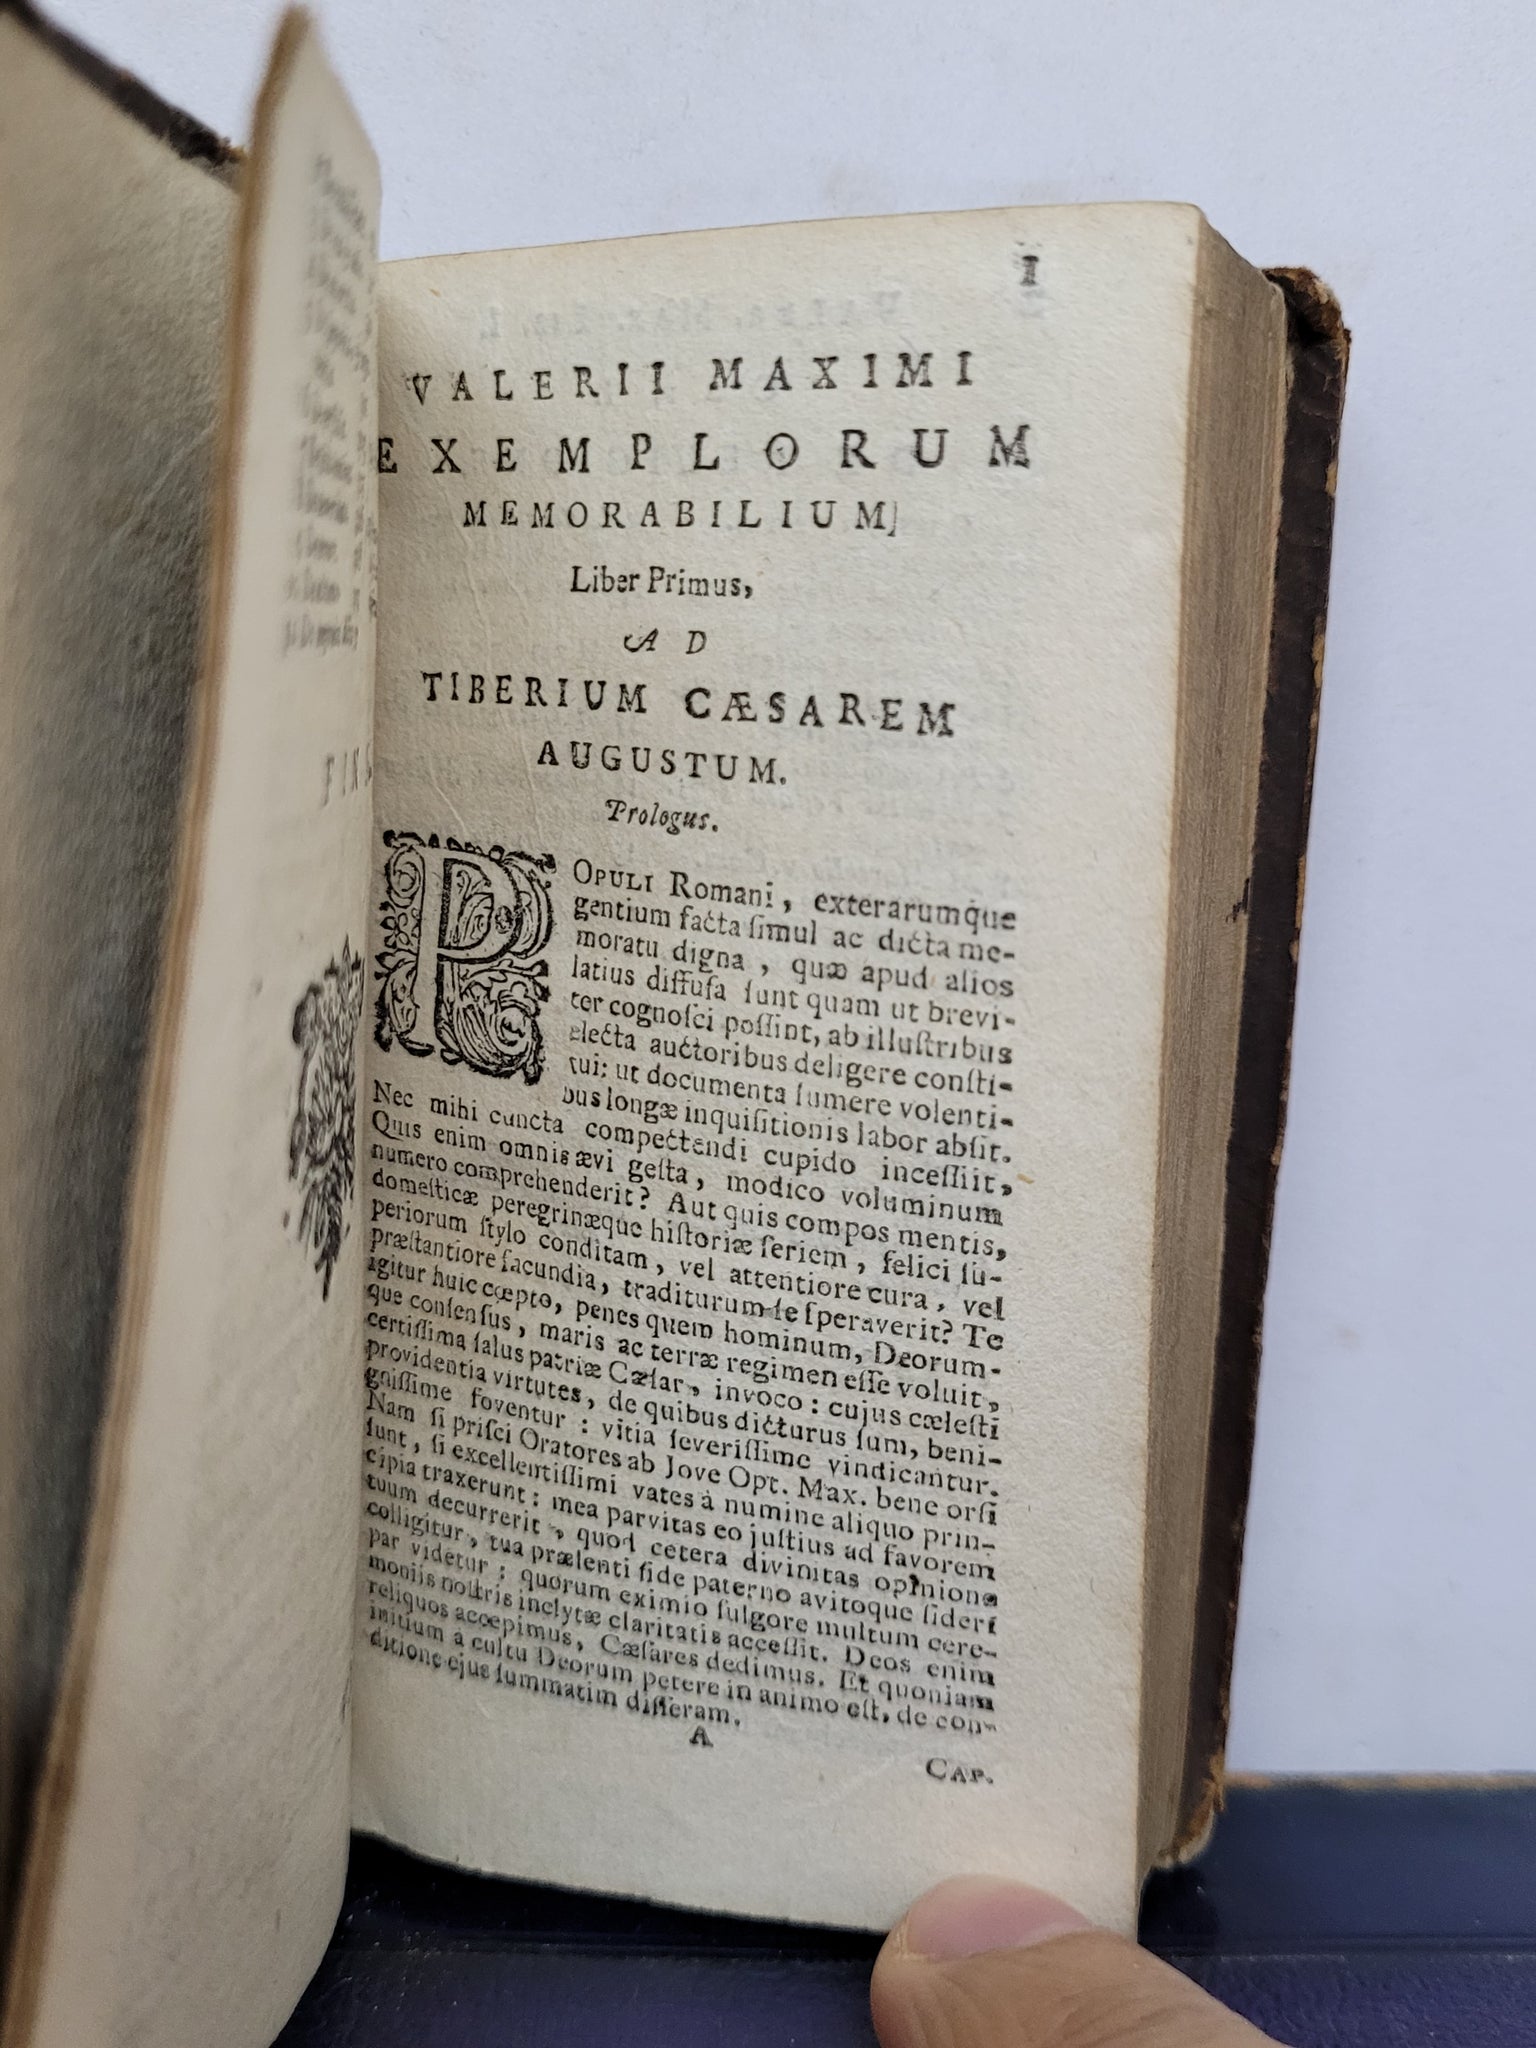 1
VALERII MAXIMI
EXEMPLORUM
MEMORABILIUM,
Liber Primus,
AD
TIBERIUM CÆSAREM
AUGUSTUM.
Prologus.
POPULI Romani, exterarumque
gentium facta ſimul ac dicta me-
moratu digna, quæ apud alios
latius diffuſa ſunt quam ut brevi-
ter cognoſci poſſint, ab illuſtribus
electa auctoribus deligere conſti-
tui: ut documenta ſumere volenti-
bus longæ inquiſitionis labor abſit.
Nec mihi cuncta compectendi cupido inceſſiit,
Quis enim omnis ævi geſta, modico voluminum
numero comprehenderit? Aut quis compos mentis,
domeſticæ peregrinæque hiſtoriæ ſeriem, felici ſu-
periorum ſtylo conditam, vel attentiore cura, vel
præſtantiore facundia, traditurum ſe ſperaverit? Te
igitur huic cœpto, penes quem hominum, Deorum-
que conſenſus, maris ac terræ regimen eſſe voluit,
certiſſima ſalus patriæ Cæſar, invoco: cujus cæleſti
providentia virtutes, de quibus dicturus ſum, beni-
gniſſime foventur: vitia ſeveriſſime vindicantur.
Nam ſi priſci Oratores ab Jove Opt. Max. bene orſi
ſunt, ſi excellentiſſimi vates à numine aliquo prin-
cipia traxerunt: mea parvitas eo juſtius ad favorem
tuum decurrerit, quod cetera divinitas opinione
colligitur, tua præſenti fide paterno avitoque ſideri
par videtur: quorum eximio fulgore multum cere-
moniis noſtris inclytæ claritatis acceſſit. Deos enim
reliquos accepimus, Cæſares dedimus. Et quoniam
initium à cultu Deorum petere in animo eſt, de con-
ditione ejus ſummatim diſſeram.
A
CAP.